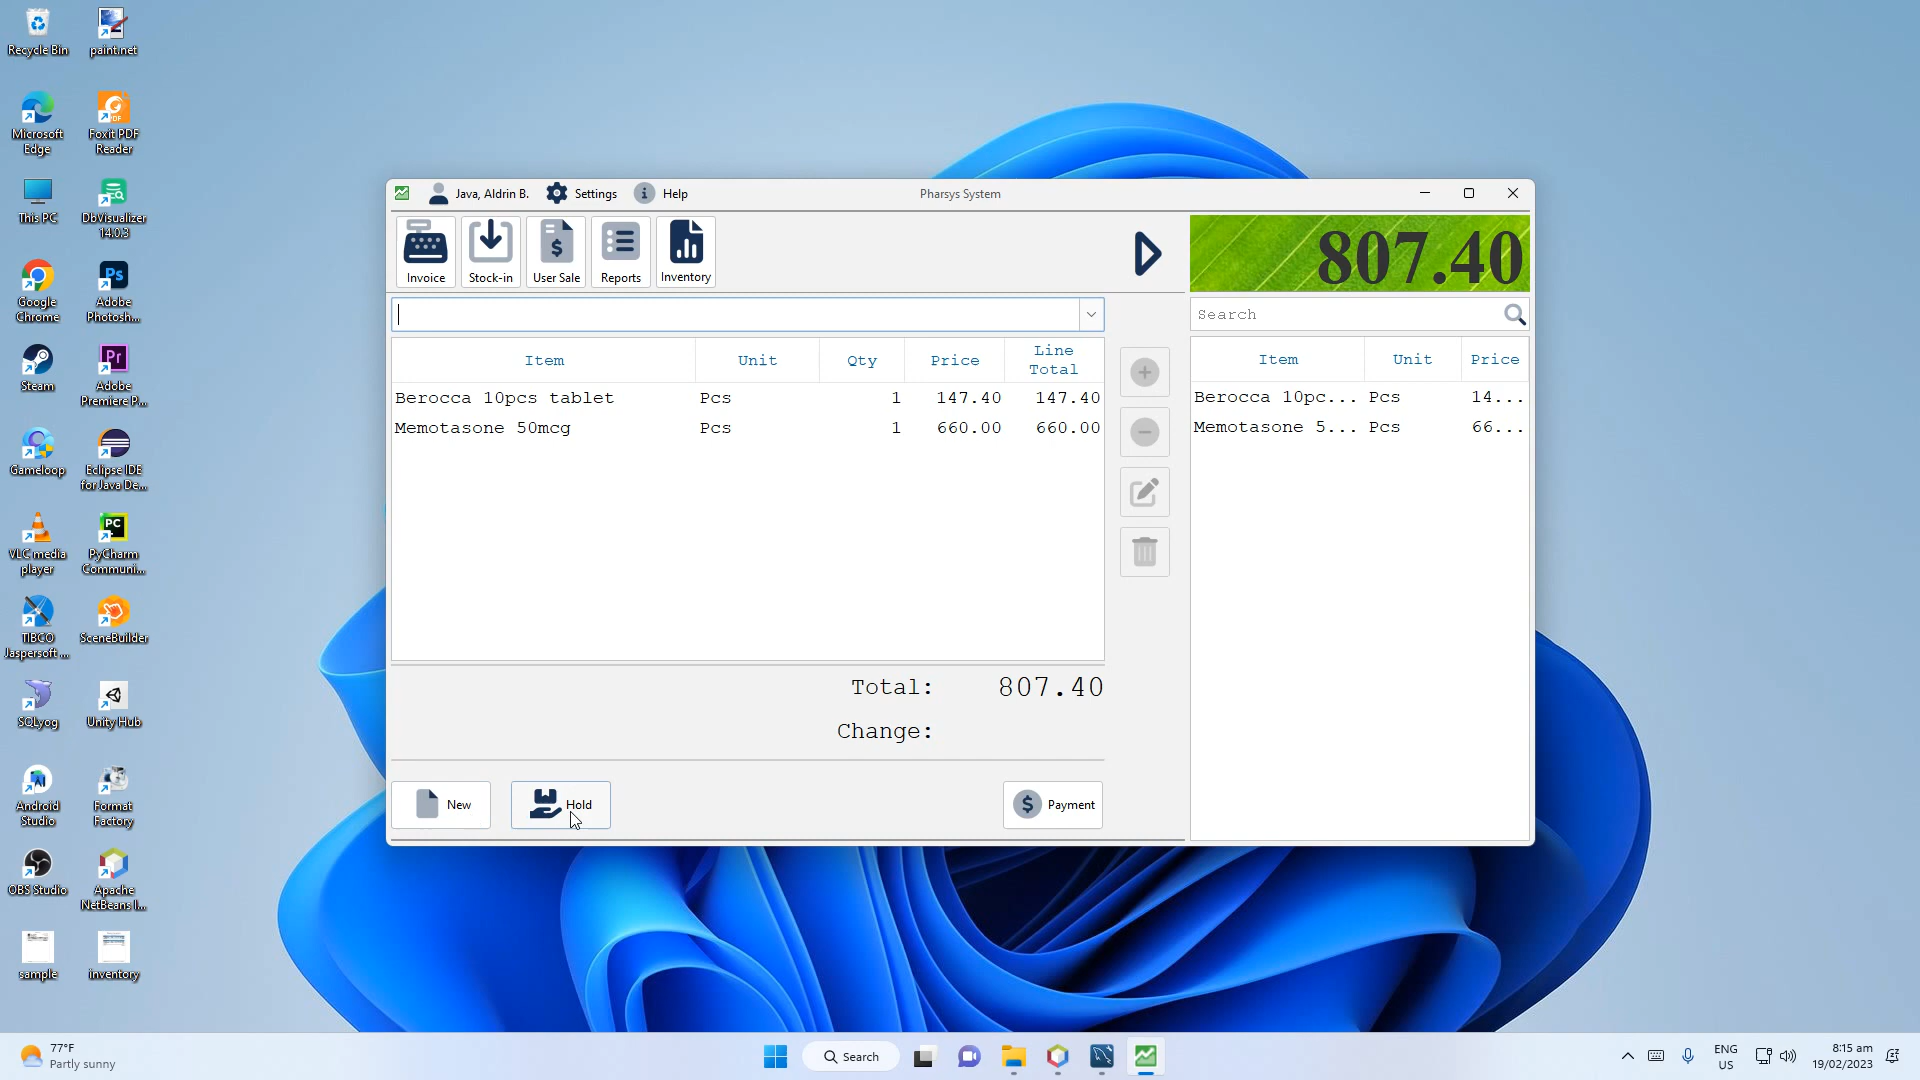 Recycle Bin
paint.net
Microsoft
Edge
Foxit PDF
Reader
This PC
DbVisualizer
14.0.3
Google
Chrome
Adobe
Photosh...
Steam
Adobe
Premiere P...
Gameloop
Eclipse IDE
for Java De...
VLC media
player
PyCharm
Communi...
TIBCO
Jaspersoft ...
SceneBuilder
SQLyog
Unity Hub
Android
Studio
Format
Factory
OBS Studio
Apache
NetBeans I...
sample
inventory
Java, Aldrin B.
Settings
Help
Pharsys System
Invoice
Stock-in
User Sale
Reports
Inventory
807.40
Search
Item Unit Qty Price Line Total
Berocca 10pcs tablet Pcs 1 147.40 147.40
Memotasone 50mcg Pcs 1 660.00 660.00
Item Unit Price
Berocca 10pc... Pcs 14...
Memotasone 5... Pcs 66...
Total: 807.40
Change:
New
Hold
Payment
77°F
Partly sunny
Search
ENG
US
8:15 am
19/02/2023